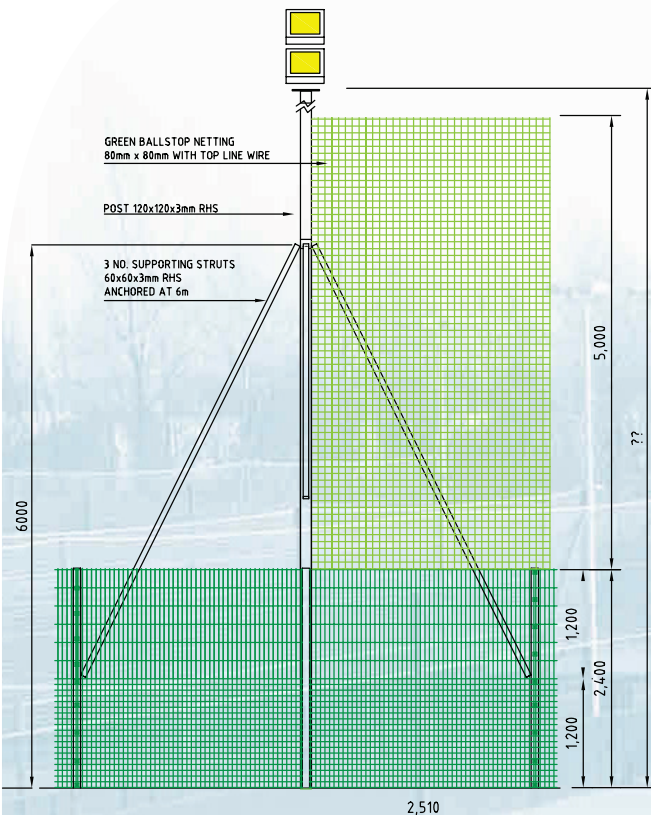 GREEN BALLSTOP NETTING
80mm x 80mm WITH TOP LINE WIRE
POST 120x120x3mm RHS
3 NO. SUPPORTING STRUTS
60x60x3mm RHS
ANCHORED AT 6m
5,000
??
6000
1,200
2,400
1,200
2,510